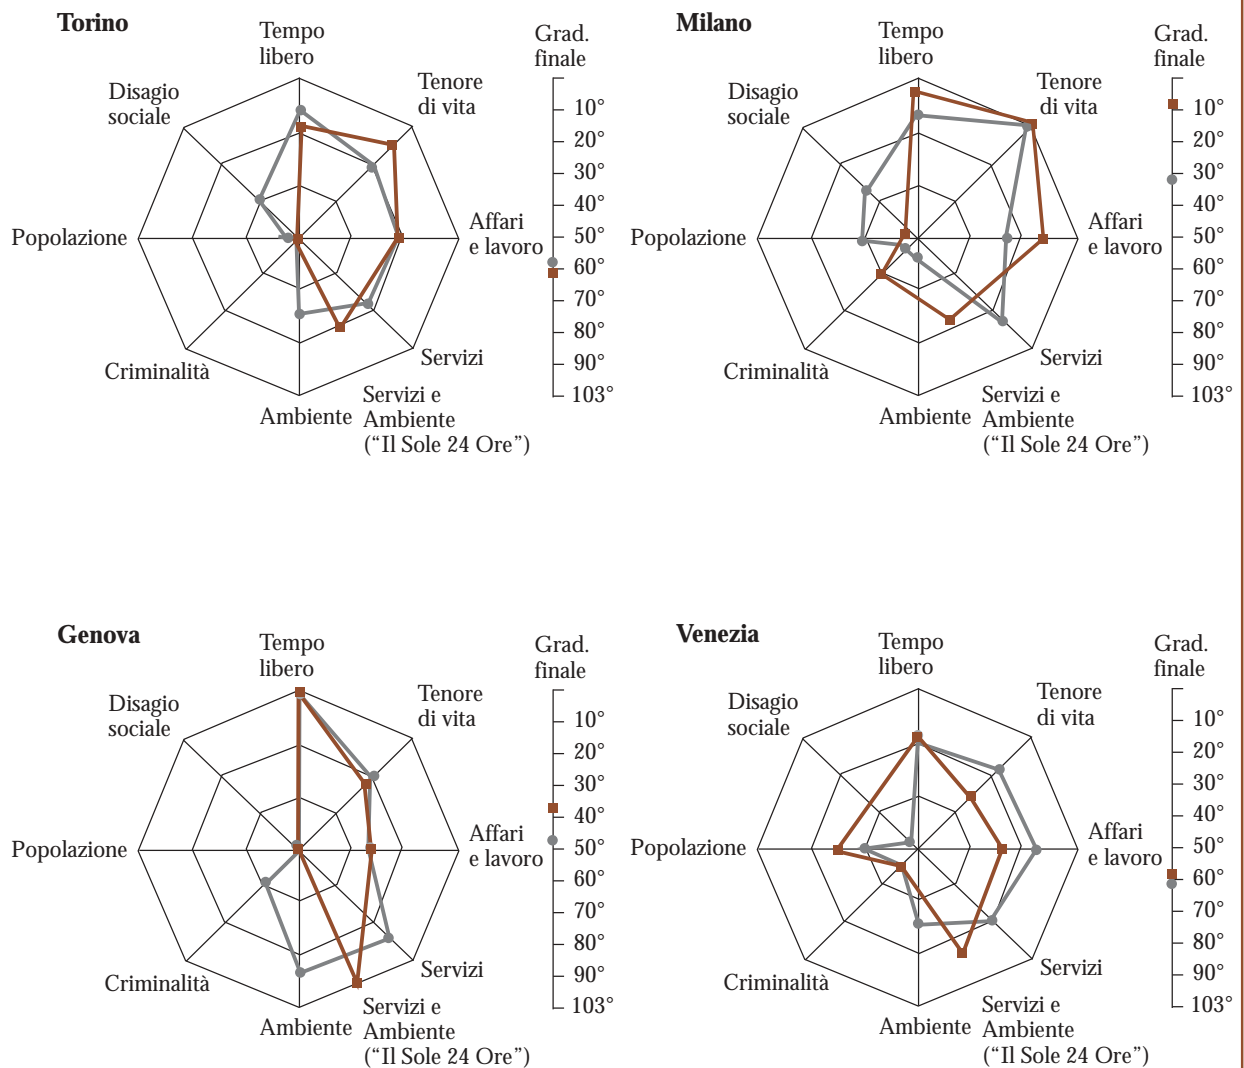 Torino
Tempo
libero
Grad.
finale
Disagio
sociale
Tenore
di vita
10°
20°
30°
40°
50°
60°
70°
80°
90°
103°
Popolazione
Affari
e lavoro
Criminalità
Servizi
Ambiente
Servizi e
Ambiente
(“Il Sole 24 Ore”)
Milano
Tempo
libero
Grad.
finale
Disagio
sociale
Tenore
di vita
10°
20°
30°
40°
50°
60°
70°
80°
90°
103°
Popolazione
Affari
e lavoro
Criminalità
Servizi
Ambiente
Servizi e
Ambiente
(“Il Sole 24 Ore”)
Genova
Tempo
libero
Grad.
finale
Disagio
sociale
Tenore
di vita
10°
20°
30°
40°
50°
60°
70°
80°
90°
103°
Popolazione
Affari
e lavoro
Criminalità
Servizi
Ambiente
Servizi e
Ambiente
(“Il Sole 24 Ore”)
Venezia
Tempo
libero
Grad.
finale
Disagio
sociale
Tenore
di vita
10°
20°
30°
40°
50°
60°
70°
80°
90°
103°
Popolazione
Affari
e lavoro
Criminalità
Servizi
Ambiente
Servizi e
Ambiente
(“Il Sole 24 Ore”)